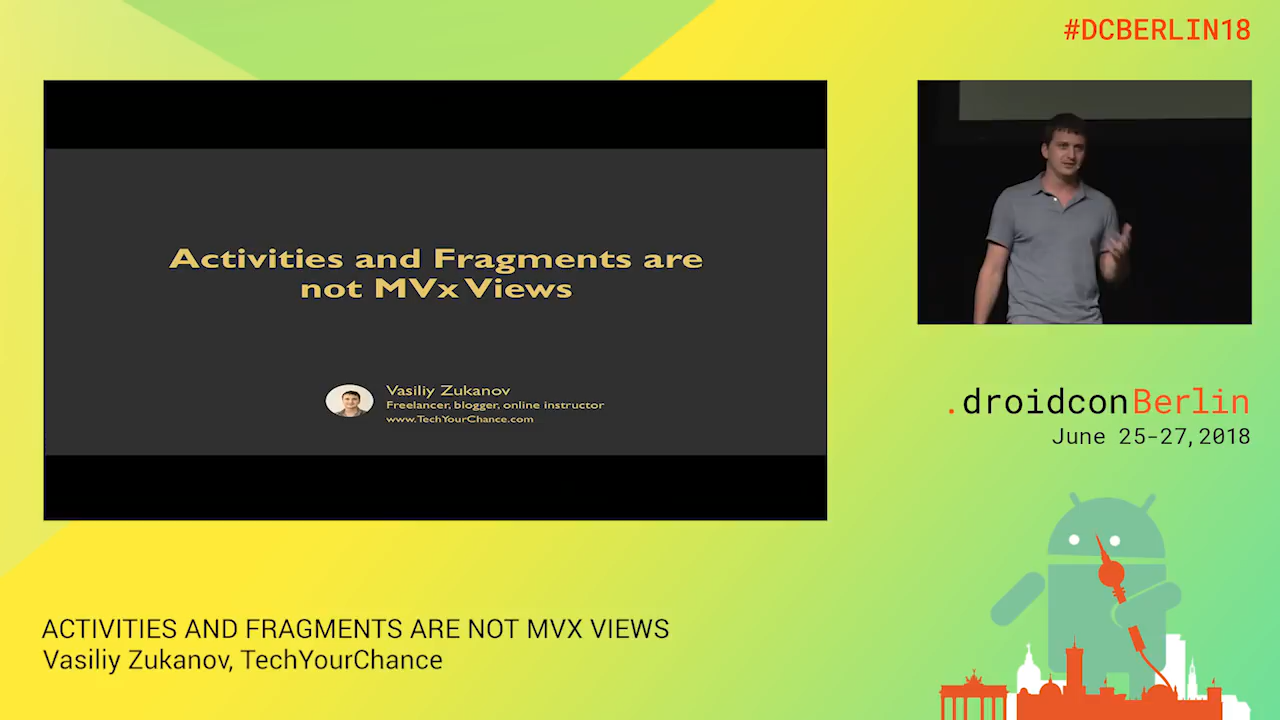 #DCBERLIN18
Activities and Fragments are
not MVx Views
Vasiliy Zukanov
Freelancer, blogger, online instructor
www.TechYourChance.com
.droidconBerlin
June 25-27, 2018
ACTIVITIES AND FRAGMENTS ARE NOT MVX VIEWS
Vasiliy Zukanov, TechYourChance